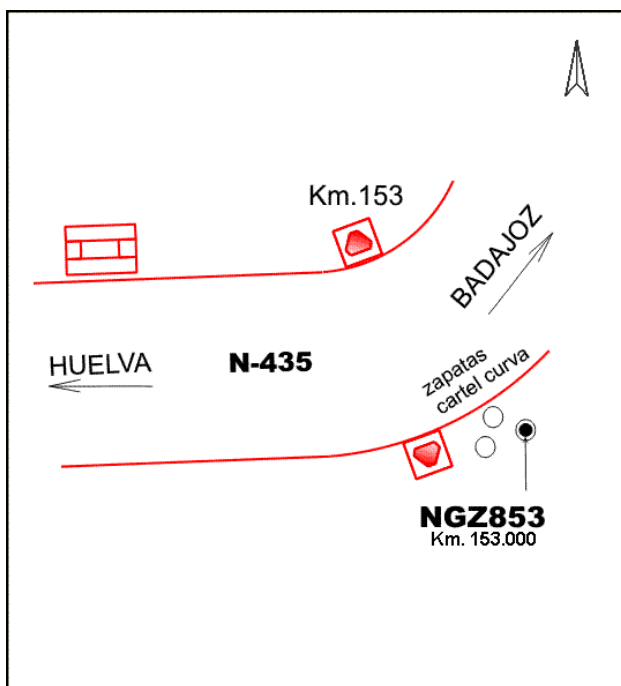 Km.153
BADAJOZ
HUELVA
N-435
zapatas
cartel curva
NGZ853
Km. 153.000